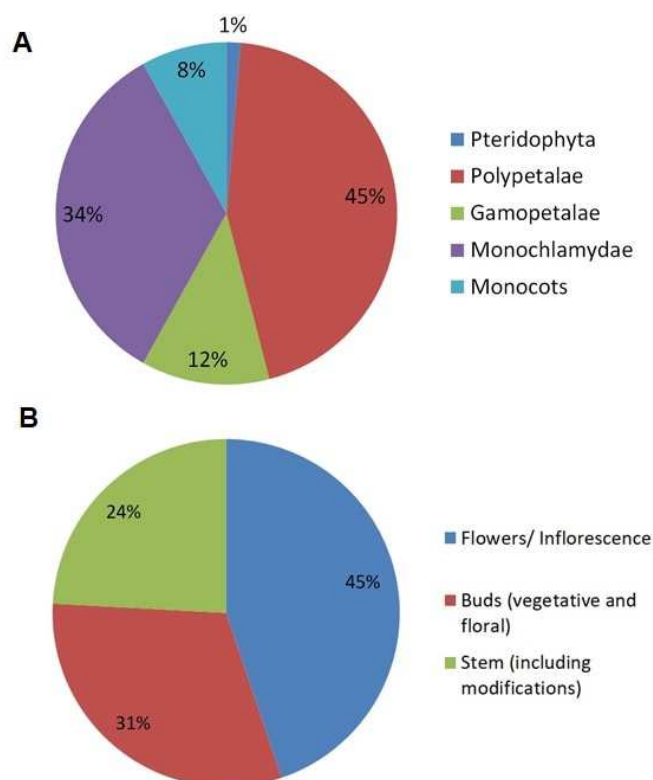 A
1%
8%
45%
34%
12%
Pteridophyta
Polypetalae
Gamopetalae
Monochlamydae
Monocots
B
24%
45%
31%
Flowers/ Inflorescence
Buds (vegetative and
floral)
Stem (including
modifications)